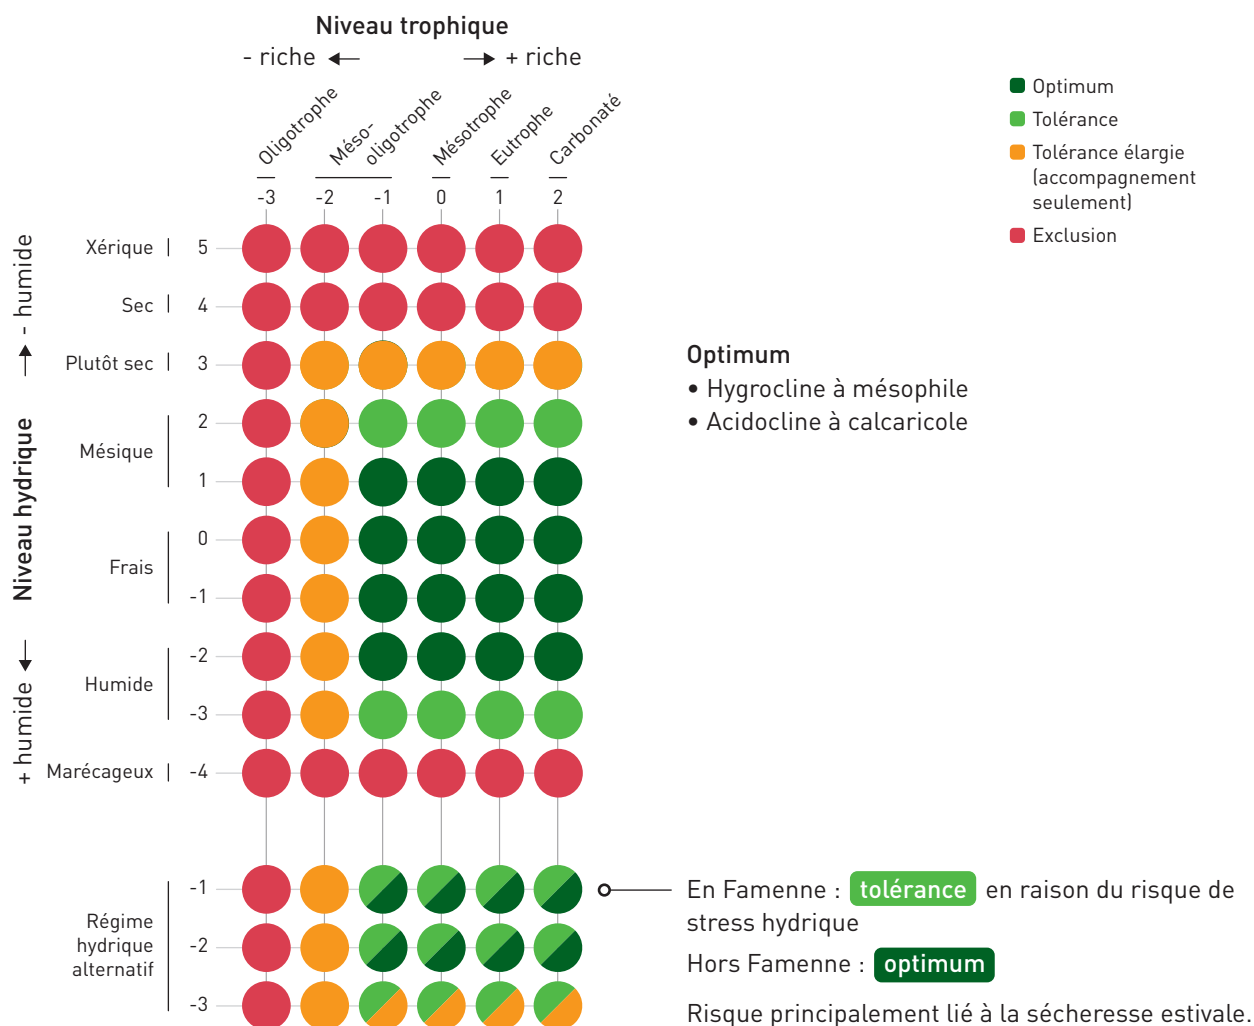 Niveau trophique
- riche
+ riche
Oligotrophe
Méso-
oligotrophe
Mésotrophe
Eutrophe
Carbonaté
-3
-2
-1
0
1
2
Optimum
Tolérance
Tolérance élargie
(accompagnement
seulement)
Exclusion
Niveau hydrique
- humide
+ humide
Xérique
5
Sec
4
Plutôt sec
3
Mésique
2
1
Frais
0
-1
Humide
-2
-3
Marécageux
-4
Régime
hydrique
alternatif
-1
-2
-3
Optimum
• Hygrocline à mésophile
• Acidocline à calcaricole
En Famenne : tolérance en raison du risque de
stress hydrique
Hors Famenne : optimum
Risque principalement lié à la sécheresse estivale.